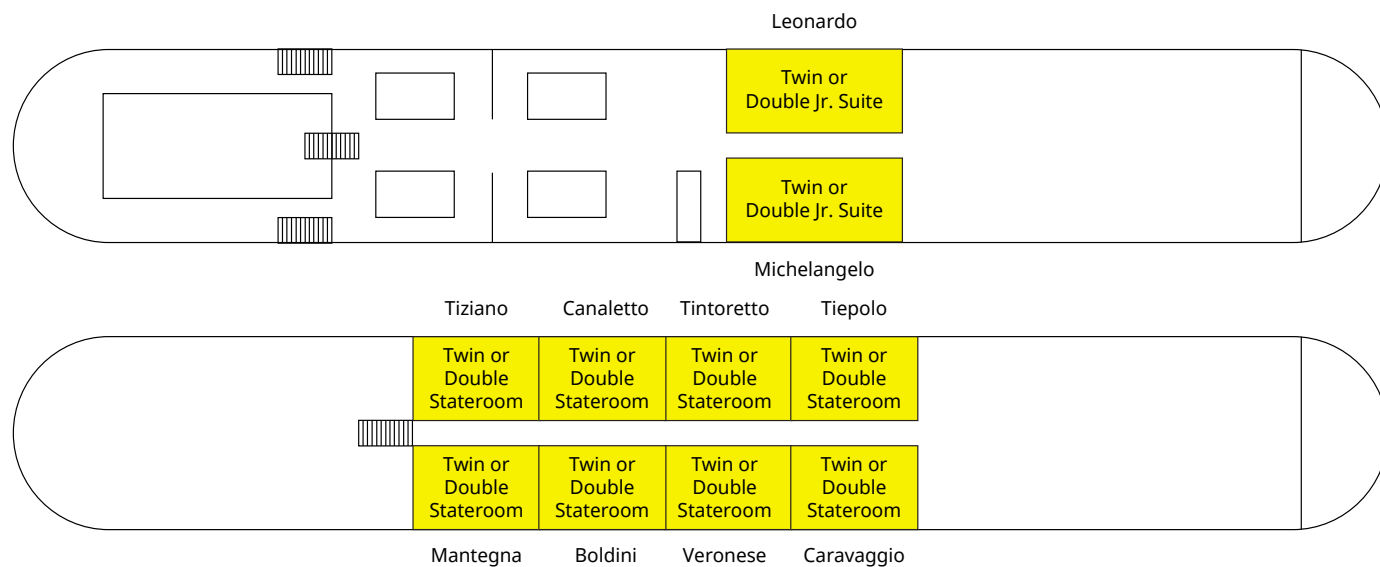 Leonardo
Twin or
Double Jr. Suite
Twin or
Double Jr. Suite
Michelangelo
Tiziano Canaletto Tintoretto Tiepolo
Twin or
Double
Stateroom
Twin or
Double
Stateroom
Twin or
Double
Stateroom
Twin or
Double
Stateroom
Twin or
Double
Stateroom
Twin or
Double
Stateroom
Twin or
Double
Stateroom
Twin or
Double
Stateroom
Mantegna Boldini Veronese Caravaggio